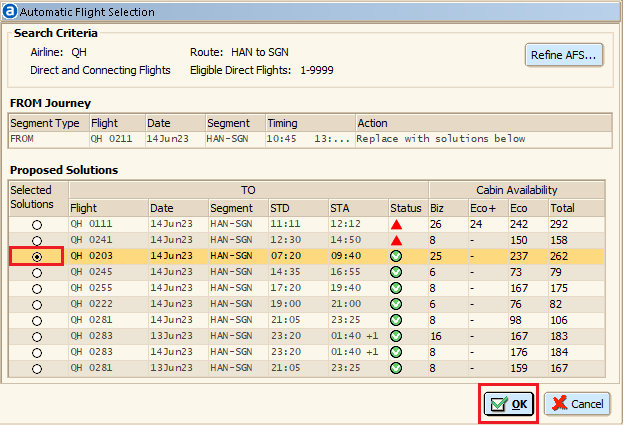 a Automatic Flight Selection
Search Criteria
Airline: QH Route: HAN to SGN
Direct and Connecting Flights Eligible Direct Flights: 1-9999
Refine AFS...
FROM Journey
Segment Type Flight Date Segment Timing Action
FROM QH 0211 14Jun23 HAN-SGN 10:45 13:... Replace with solutions below
Proposed Solutions
Selected Solutions TO Cabin Availability
Flight Date Segment STD STA Status Biz Eco+ Eco Total
QH 0111 14Jun23 HAN-SGN 11:11 12:12 26 24 242 292
QH 0241 14Jun23 HAN-SGN 12:30 14:50 8 - 150 158
QH 0203 14Jun23 HAN-SGN 07:20 09:40 25 - 237 262
QH 0245 14Jun23 HAN-SGN 14:35 16:55 6 - 73 79
QH 0255 14Jun23 HAN-SGN 17:20 19:40 8 - 167 175
QH 0222 14Jun23 HAN-SGN 19:00 21:00 6 - 76 82
QH 0281 14Jun23 HAN-SGN 21:05 23:25 8 - 98 106
QH 0283 13Jun23 HAN-SGN 23:20 01:40 +1 16 - 167 183
QH 0283 14Jun23 HAN-SGN 23:20 01:40 +1 8 - 176 184
QH 0281 13Jun23 HAN-SGN 21:05 23:25 8 - 159 167
OK Cancel